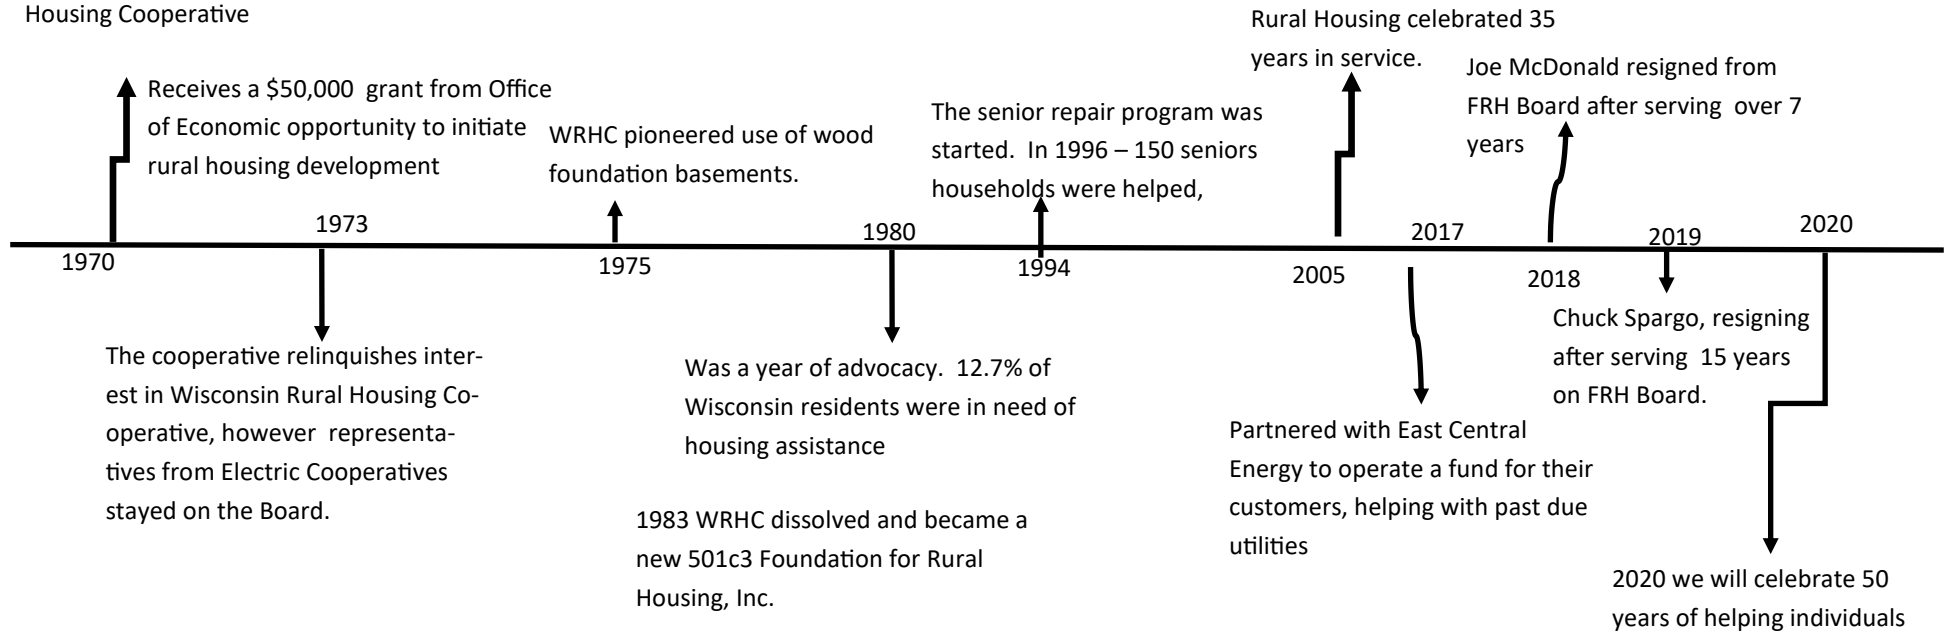 Housing Cooperative
Receives a $50,000  grant from Office
of Economic opportunity to initiate
rural housing development
WRHC pioneered use of wood
foundation basements.
The senior repair program was
started.  In 1996 – 150 seniors
households were helped,
Rural Housing celebrated 35
years in service.
Joe McDonald resigned from
FRH Board after serving  over 7
years
1973
1980
2017
2019
2020
1970
1975
1994
2005
2018
The cooperative relinquishes inter-
est in Wisconsin Rural Housing Co-
operative, however  representa-
tives from Electric Cooperatives
stayed on the Board.
Was a year of advocacy.  12.7% of
Wisconsin residents were in need of
housing assistance
1983 WRHC dissolved and became a
new 501c3 Foundation for Rural
Housing, Inc.
Partnered with East Central
Energy to operate a fund for their
customers, helping with past due
utilities
Chuck Spargo, resigning
after serving  15 years
on FRH Board.
2020 we will celebrate 50
years of helping individuals